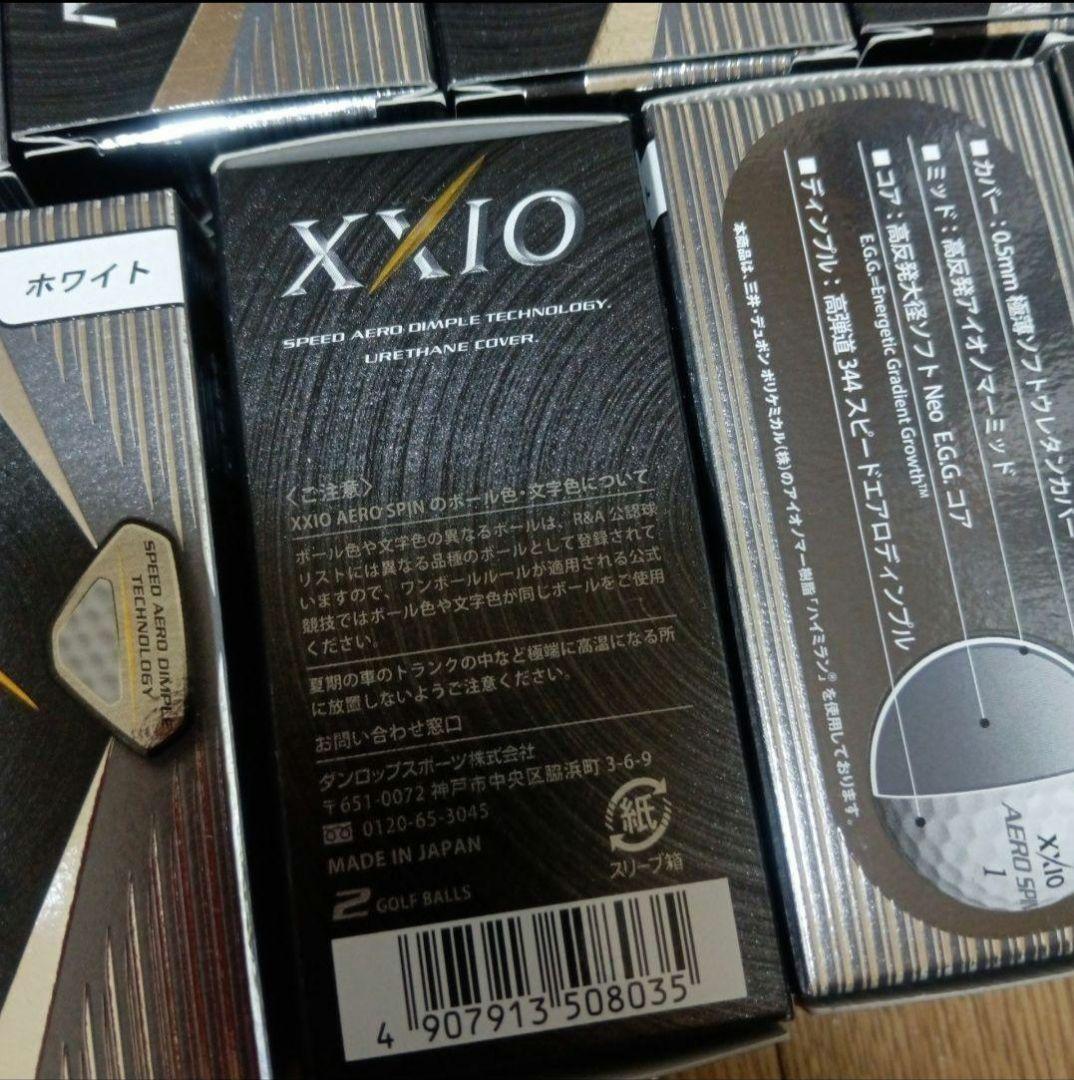 ホワイト
SPEED AERO DIMPLE
TECHNOLOGY
XXIO
SPEED AERO DIMPLE TECHNOLOGY.
URETHANE COVER.
〈ご注意〉
XXIO AERO SPIN のボール色・文字色について
ボール色や文字色の異なるボールは、R&A 公認球
リストには異なる品種のボールとして登録されて
いますので、ワンボールルールが適用される公式
競技ではボール色や文字色が同じボールをご使用
ください。
夏期の車のトランクの中など極端に高温になる所
に放置しないようご注意ください。
お問い合わせ窓口
ダンロップスポーツ株式会社
〒651-0072 神戸市中央区脇浜町 3-6-9
0120-65-3045
MADE IN JAPAN
紙
スリーブ箱
2 GOLF BALLS
4 907913 508035
■カバー：0.5mm 極薄ソフトウレタンカバー
■ミッド：高反発アイオノマーミッド
■コア：高反発大径ソフト Neo E.G.G. コア
E.G.G.=Energetic Gradient Growth™
■ディンプル：高弾道 344 スピードエアロディンプル
本商品は、三井・デュポン ポリケミカル(株)のアイオノマー樹脂「ハイミラン」® を使用しております。
XXIO
AERO SPIN
1